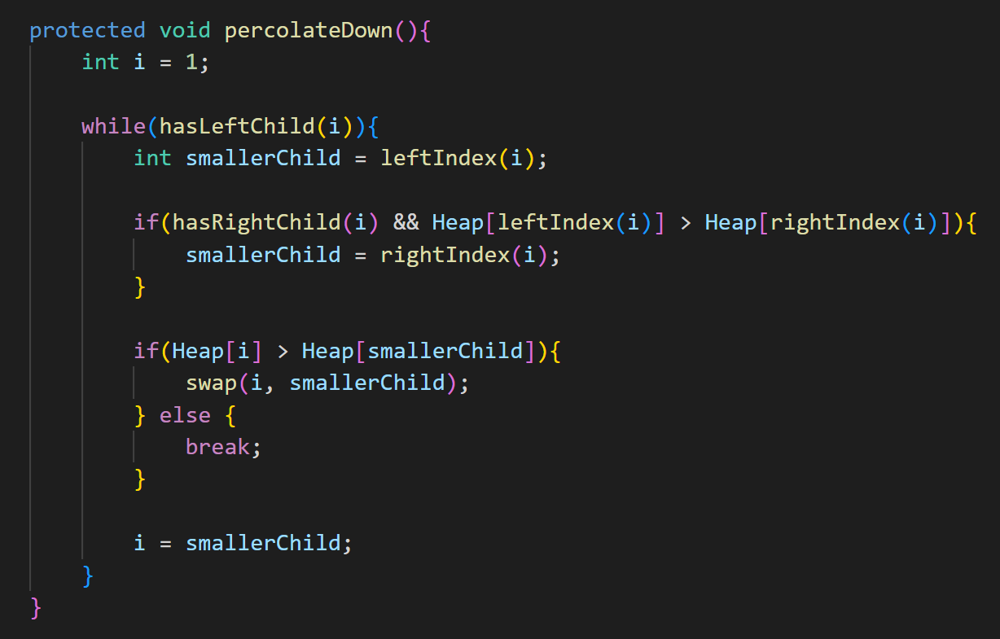 protected void percolateDown(){
    int i = 1;

    while(hasLeftChild(i)){
        int smallerChild = leftIndex(i);

        if(hasRightChild(i) && Heap[leftIndex(i)] > Heap[rightIndex(i)]){
            smallerChild = rightIndex(i);
        }

        if(Heap[i] > Heap[smallerChild]){
            swap(i, smallerChild);
        } else {
            break;
        }

        i = smallerChild;
    }
}